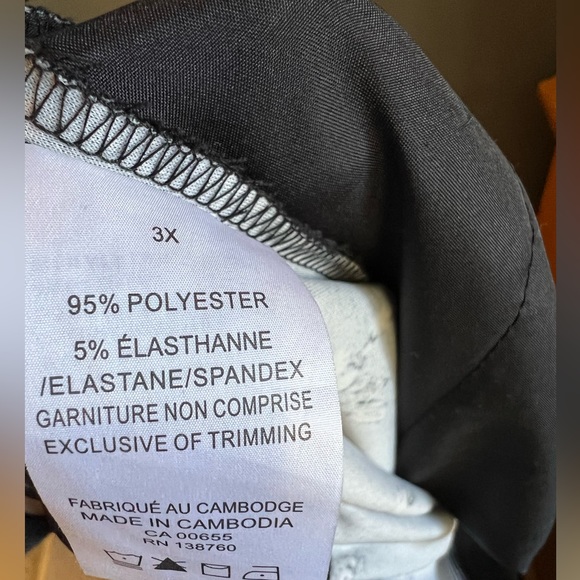 3X
95% POLYESTER
5% ÉLASTHANNE
/ELASTANE/SPANDEX
GARNITURE NON COMPRISE
EXCLUSIVE OF TRIMMING
FABRIQUÉ AU CAMBODGE
MADE IN CAMBODIA
CA 00655
RN 138760